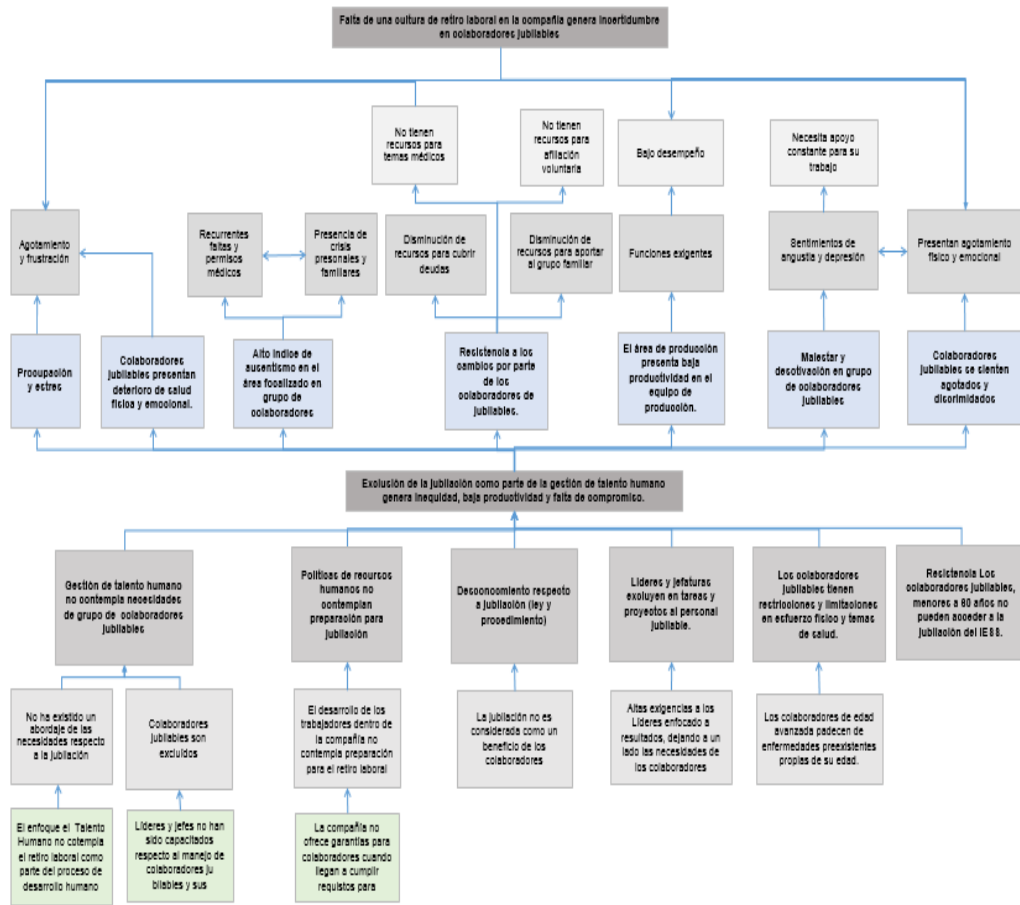 Falta de una cultura de retiro laboral en la compañía genera incertidumbre
en colaboradores jubilables
No tienen
recursos para
temas médicos
No tienen
recursos para
afiliación
voluntaria
Bajo desempeño
Necesita apoyo
constante para su
trabajo
Agotamiento
y frustración
Recurrentes
faltas y
permisos
médicos
Presencia de
crisis
presonales y
familiares
Disminución de
recursos para cubrir
deudas
Disminución de
recursos para aportar
al grupo familiar
Funciones exigentes
Sentimientos de
angustia y depresión
Presentan agotamiento
físico y emocional
Procupación
y estres
Colaboradores
jubilables presentan
deterioro de salud
física y emocional.
Alto índice de
ausentismo en el
área focalizado en
grupo de
colaboradores
Resistencia a los
cambios por parte
de los
colaboradores de
jubilables.
El área de producción
presenta baja
productividad en el
equipo de
producción.
Malestar y
desotivación en grupo
de colaboradores
jubilables
Colaboradores
jubilables se sienten
agotados y
discrimidados
Exclusión de la jubilación como parte de la gestión de talento humano
genera inequidad, baja productividad y falta de compromiso.
Gestión de talento humano
no contempla necesidades
de grupo de colaboradores
jubilables
Políticas de recursos
humanos no
contemplan
preparación para
jubilación
Desconocimiento respecto
a jubilación (ley y
procedimiento)
Líderes y jefaturas
excluyen en tareas y
proyectos al personal
jubilable.
Los colaboradores
jubilables tienen
restricciones y limitaciones
en esfuerzo físico y temas
de salud.
Resistencia Los
colaboradores jubilables,
menores a 60 años no
pueden acceder a la
jubilación del IESS.
No ha existido un
abordaje de las
necesidades respecto
a la jubilación
Colaboradores
jubilables son
excluidos
El desarrollo de los
trabajadores dentro de
la compañía no
contempla preparación
para el retiro laboral
La jubilación no es
considerada como un
beneficio de los
colaboradores
Altas exigencias a los
Líderes enfocado a
resultados, dejando a un
lado las necesidades de
los colaboradores
Los colaboradores de edad
avanzada padecen de
enfermedades preexistentes
propias de su edad.
El enfoque el Talento
Humano no cotempla
el retiro laboral como
parte del proceso de
desarrollo humano
Líderes y jefes no han
sido capacitados
respecto al manejo de
colaboradores ju
bilables y sus
La compañía no
ofrece garantías para
colaboradores cuando
llegan a cumplir
requistos para